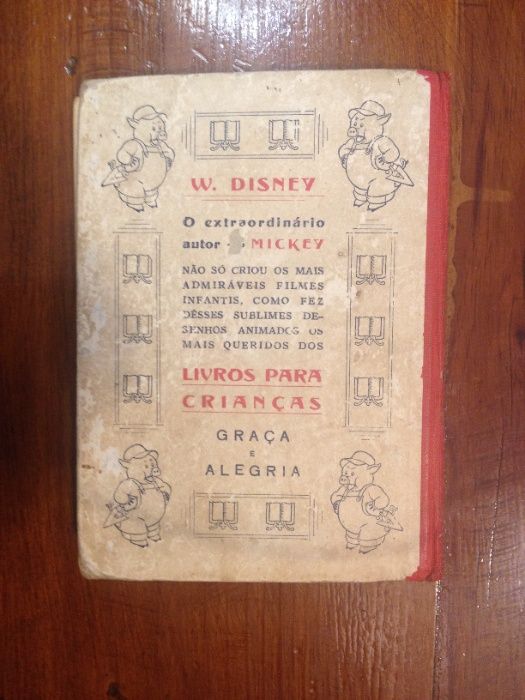 W. DISNEY
O extraordinário
autor MICKEY
NÃO SÓ CRIOU OS MAIS
ADMIRÁVEIS FILMES
INFANTIS, COMO FEZ
DÊSSES SUBLIMES DE-
SENHOS ANIMADOS OS
MAIS QUERIDOS DOS
LIVROS PARA
CRIANÇAS
GRAÇA
E
ALEGRIA